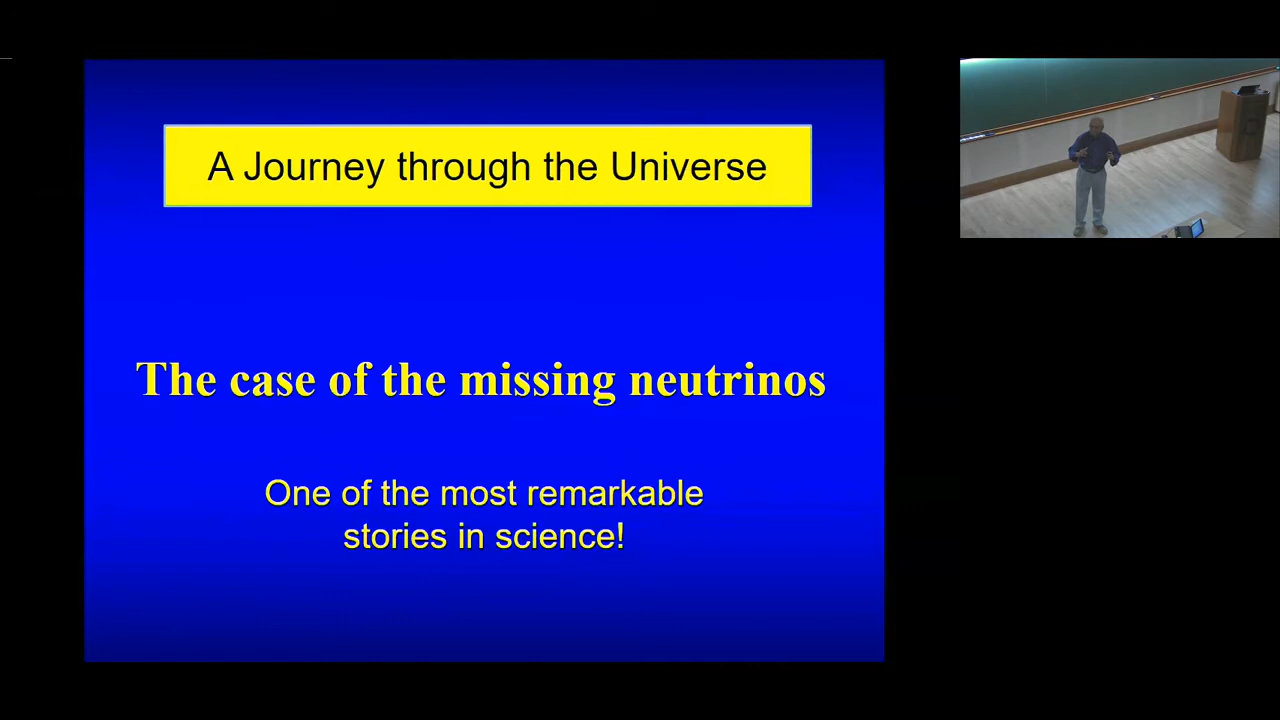 A Journey through the Universe
The case of the missing neutrinos
One of the most remarkable
stories in science!